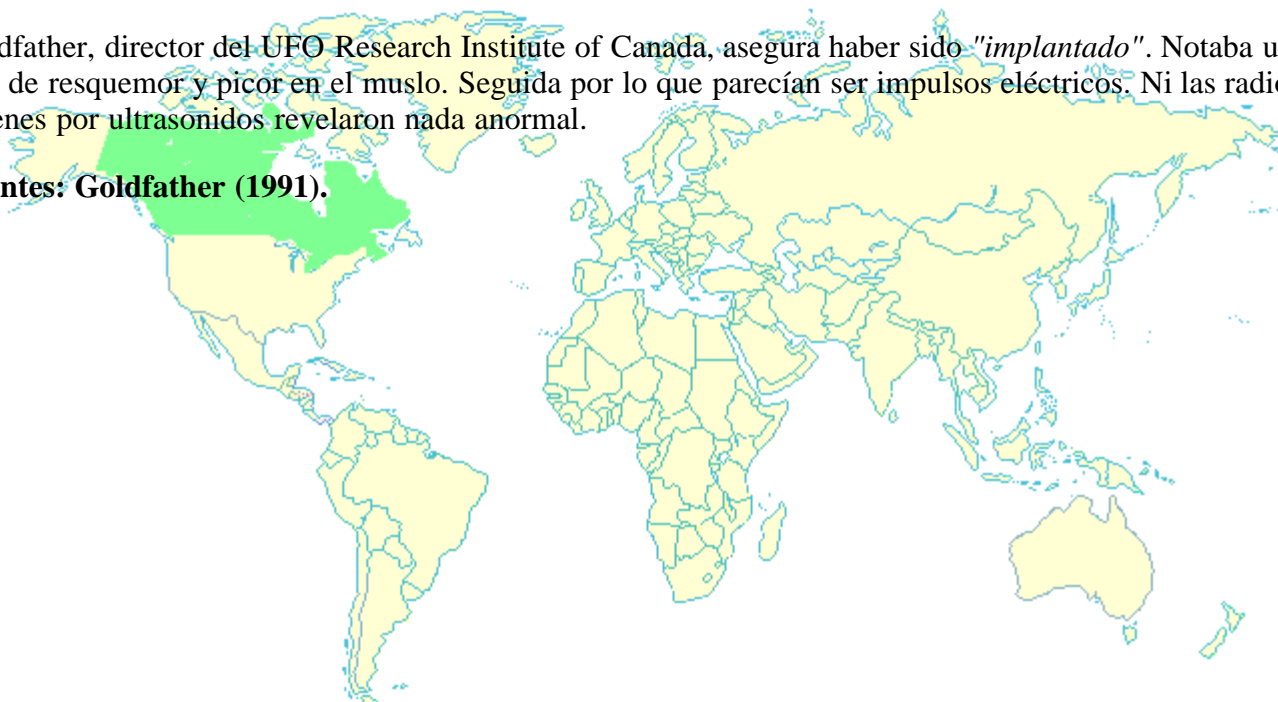 dfather, director del UFO Research Institute of Canada, asegura haber sido "implantado". Notaba u
de resquemor y picor en el muslo. Seguida por lo que parecían ser impulsos eléctricos. Ni las radio
enes por ultrasonidos revelaron nada anormal.
ntes: Goldfather (1991).